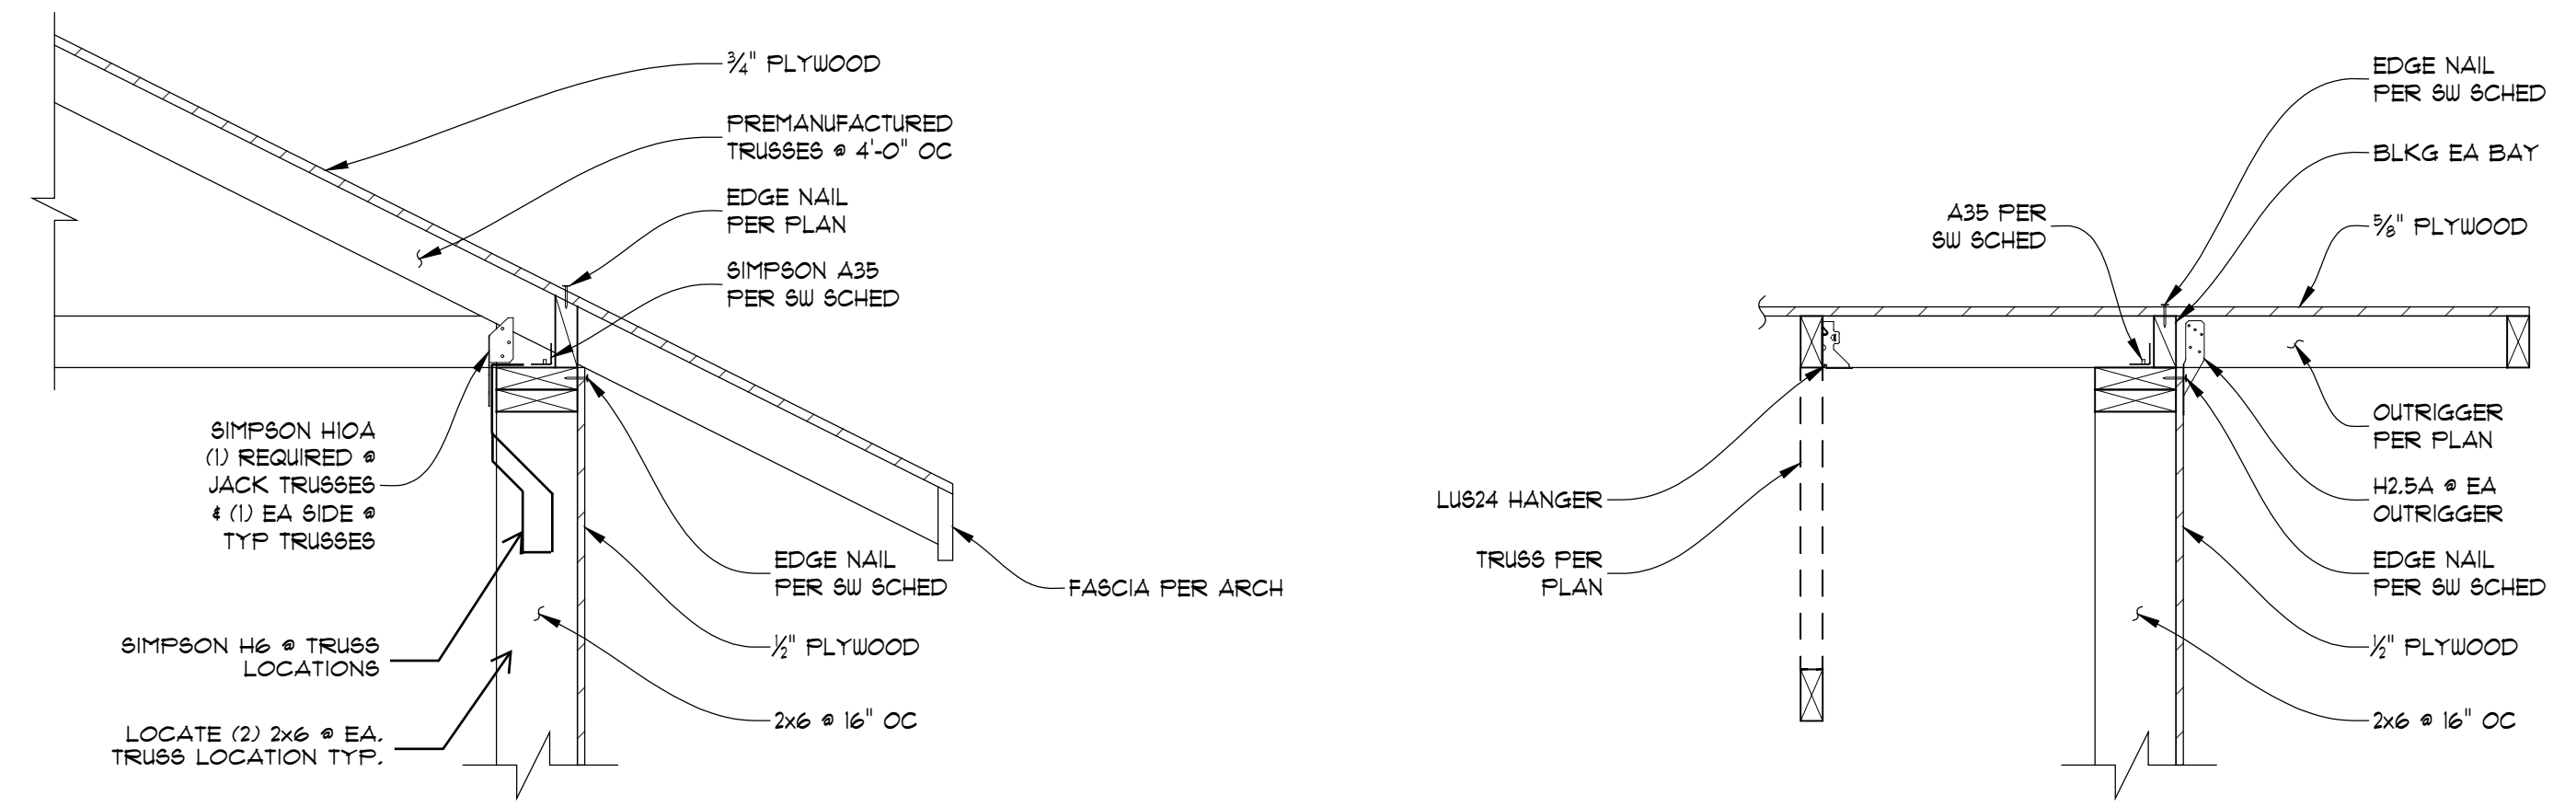 ¾" PLYWOOD
PREMANUFACTURED
TRUSSES @ 4'-0" OC
EDGE NAIL
PER PLAN
SIMPSON A35
PER SW SCHED
SIMPSON H10A
(1) REQUIRED @
JACK TRUSSES
& (1) EA SIDE @
TYP TRUSSES
EDGE NAIL
PER SW SCHED
FASCIA PER ARCH
SIMPSON H6 @ TRUSS
LOCATIONS
½" PLYWOOD
LOCATE (2) 2x6 @ EA.
TRUSS LOCATION TYP.
2x6 @ 16" OC
EDGE NAIL
PER SW SCHED
BLKG EA BAY
A35 PER
SW SCHED
⅝" PLYWOOD
OUTRIGGER
PER PLAN
LUS24 HANGER
H2.5A @ EA
OUTRIGGER
TRUSS PER
PLAN
EDGE NAIL
PER SW SCHED
½" PLYWOOD
2x6 @ 16" OC